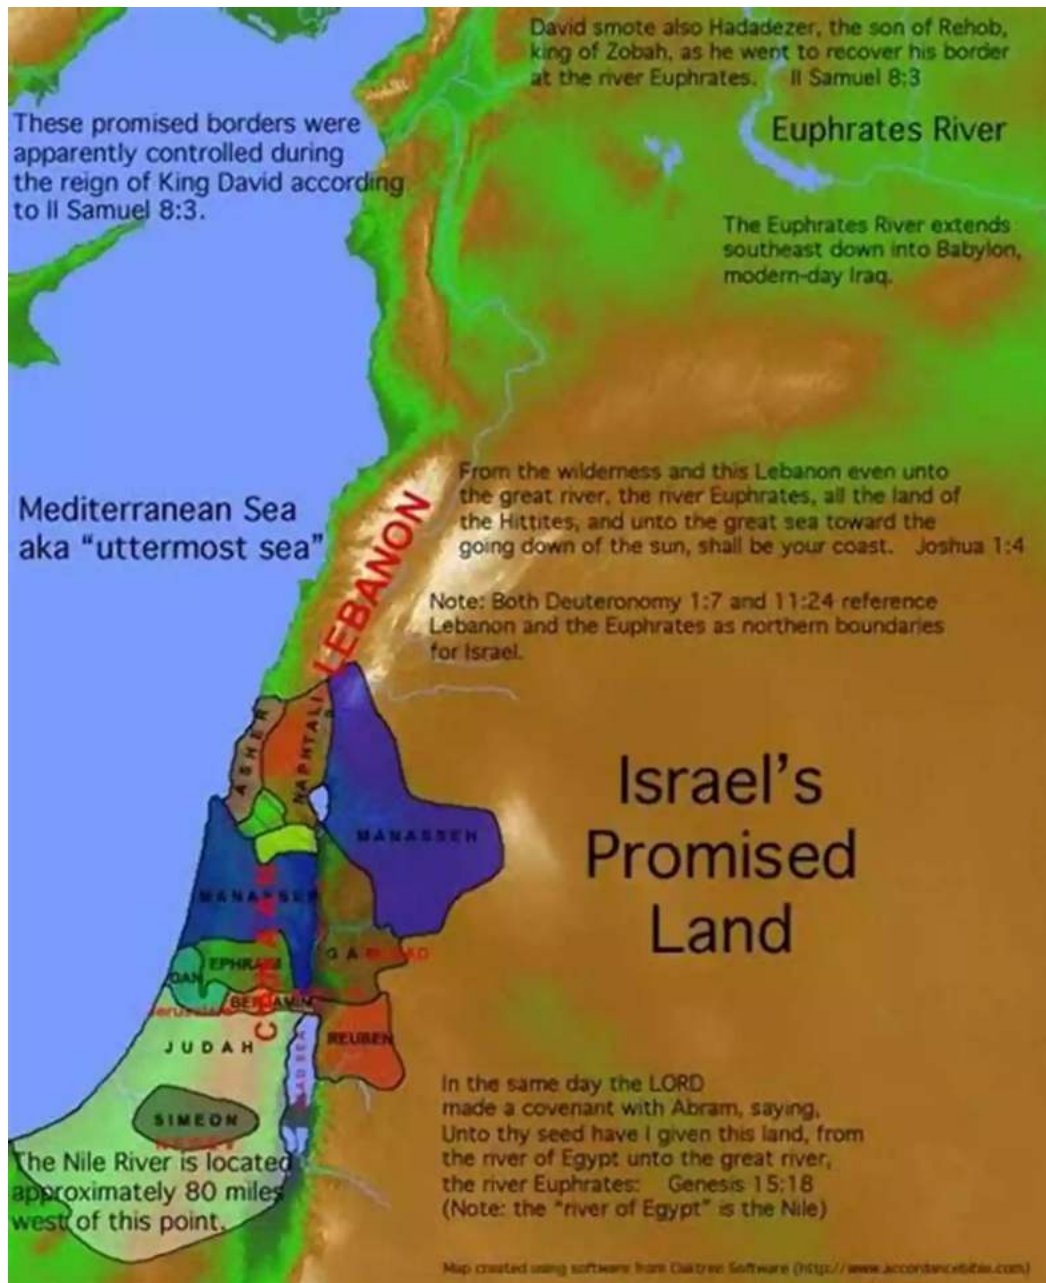 David smote also Hadadezer, the son of Rehob,
king of Zobah, as he went to recover his border
at the river Euphrates. II Samuel 8:3
These promised borders were
apparently controlled during
the reign of King David according
to II Samuel 8:3.
Euphrates River
The Euphrates River extends
southeast down into Babylon,
modern-day Iraq.
Mediterranean Sea
aka "uttermost sea"
LEBANON
From the wilderness and this Lebanon even unto
the great river, the river Euphrates, all the land of
the Hittites, and unto the great sea toward the
going down of the sun, shall be your coast. Joshua 1:4
Note: Both Deuteronomy 1:7 and 11:24 reference
Lebanon and the Euphrates as northern boundaries
for Israel.
ASHER
NAPHTALI
MANASSEH
Israel's
Promised
Land
MANASSEH
CANAAN
EPHRAIM
DAN
GAD
BENJAMIN
Jerusalem
REUBEN
JUDAH
DEAD SEA
SIMEON
The Nile River is located
approximately 80 miles
west of this point.
In the same day the LORD
made a covenant with Abram, saying,
Unto thy seed have I given this land, from
the river of Egypt unto the great river,
the river Euphrates: Genesis 15:18
(Note: the "river of Egypt" is the Nile)
Map created using software from Oaktree Software (http://www.accordancebible.com)